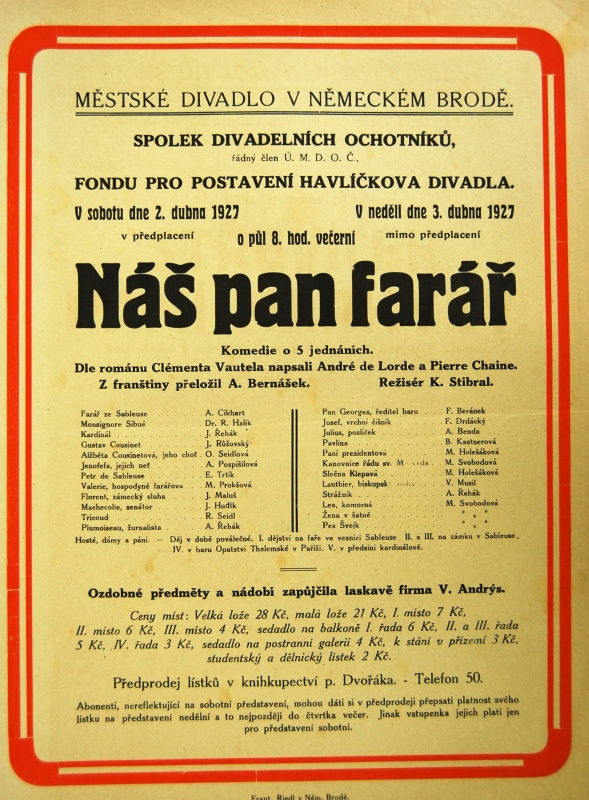 MĚSTSKÉ DIVADLO V NĚMECKÉM BRODĚ.
SPOLEK DIVADELNÍCH OCHOTNÍKŮ,
řádný člen Ú. M. D. O. Č.,
FONDU PRO POSTAVENÍ HAVLÍČKOVA DIVADLA.
V sobotu dne 2. dubna 1927 V neděli dne 3. dubna 1927
v předplacení o půl 8. hod. večerní mimo předplacení
Náš pan farář
Komedie o 5 jednáních.
Dle románu Clémenta Vautela napsali André de Lorde a Pierre Chaine.
Z franštiny přeložil A. Bernášek. Režisér K. Stibral.
Farář ze Sableuse A. Cikhart
Monsignore Sibué Dr. R. Halík
Kardinál J. Řehák
Gustav Cousinet J. Růžovský
Alžběta Cousinetová, jeho choť O. Seidlová
Jenofefa, jejich neť A. Pospíšilová
Petr de Sableuse E. Trtík
Valerie, hospodyně farářova M. Prokšová
Florent, zámecký sluha J. Maluš
Machecolie, senátor J. Hudík
Tricoud R. Seidl
Plumoiseau, žurnalista A. Řehák
Pan Georges, ředitel baru F. Beránek
Josef, vrchní číšník F. Drdácký
Julius, poslíček A. Benda
Pavlina B. Kastnerová
Paní presidentová M. Holešáková
Kanovnice řádu sv. M. Svobodová
Slečna Klepavá M. Holášková
Lanthier, biskupsk V. Musil
Strážník A. Řehák
Lea, komorná M. Svobodová
Žena v šatně * * *
Pes Švejk * * *
Hosté, dámy a páni. — Děj v době poválečné. I. dějství na faře ve vesnici Sableuse II. a III. na zámku v Sableuse,
IV. v baru Opatství Thelemské v Paříži. V. v předsíni kardinálově.
Ozdobné předměty a nádobí zapůjčila laskavě firma V. Andrýs.
Ceny míst: Velká lože 28 Kč, malá lože 21 Kč, I. místo 7 Kč,
II. místo 6 Kč, III. místo 4 Kč, sedadlo na balkoně I. řada 6 Kč, II. a III. řada
5 Kč, IV. řada 3 Kč, sedadlo na postranní galerii 4 Kč, k stání v přízemí 3 Kč,
studentský a dělnický lístek 2 Kč.
Předprodej lístků v knihkupectví p. Dvořáka. - Telefon 50.
Abonenti, nereflektující na sobotní představení, mohou dáti si v předprodeji přepsati platnost svého
lístku na představení nedělní a to nejpozději do čtvrtka večer. Jinak vstupenka jejich platí jen
pro představení sobotní.
Frant. Riedl v Něm. Brodě.